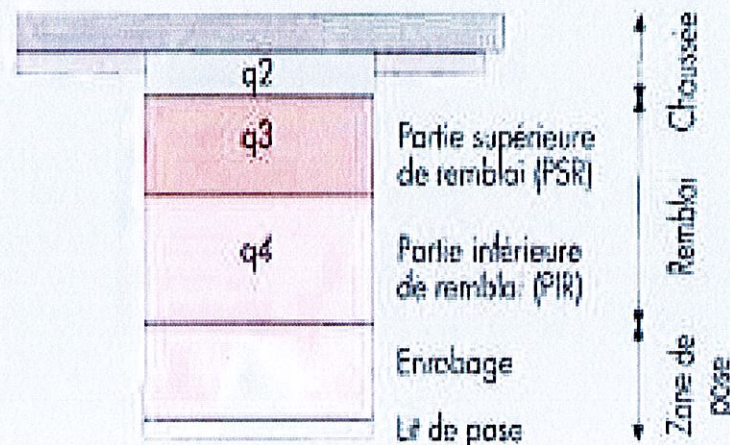 q2
q3
Partie supérieure
de remblai (PSR)
q4
Partie inférieure
de remblai (PIR)
Enrobage
Lit de pose
Chaussée
Remblai
Zone de
pose